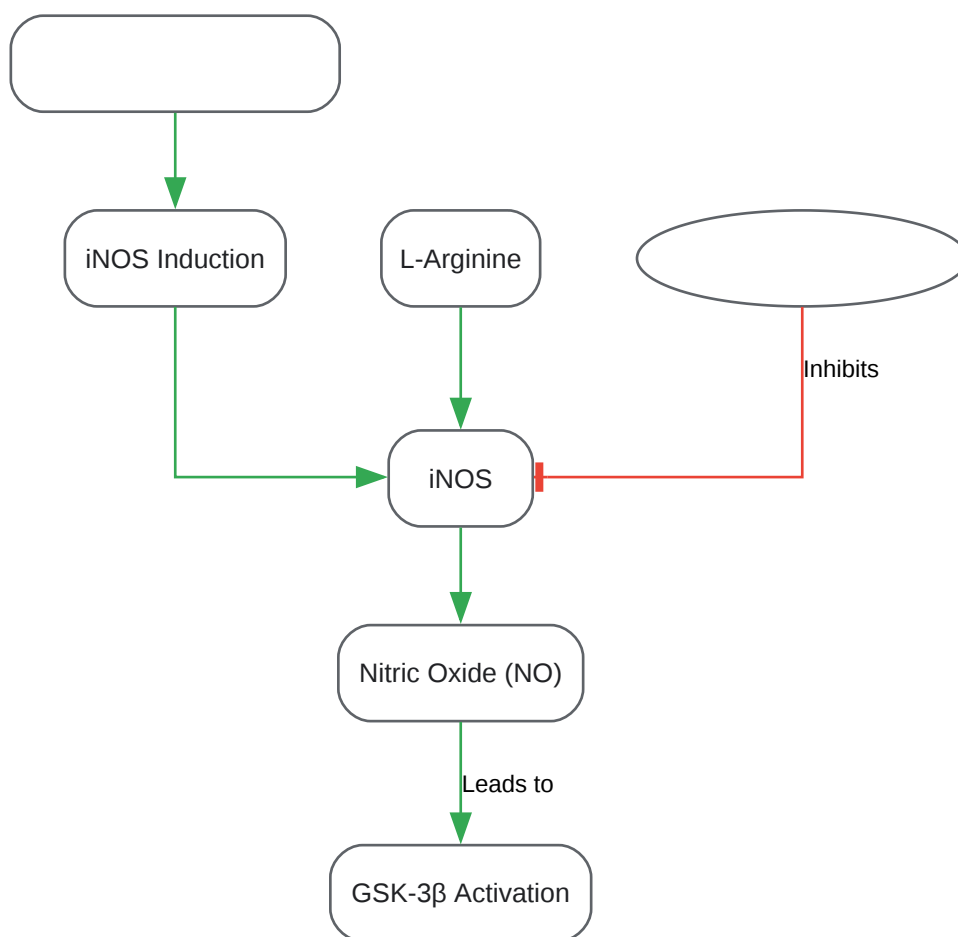 iNOS Induction
L-Arginine
Inhibits
iNOS
Nitric Oxide (NO)
Leads to
GSK-3β Activation